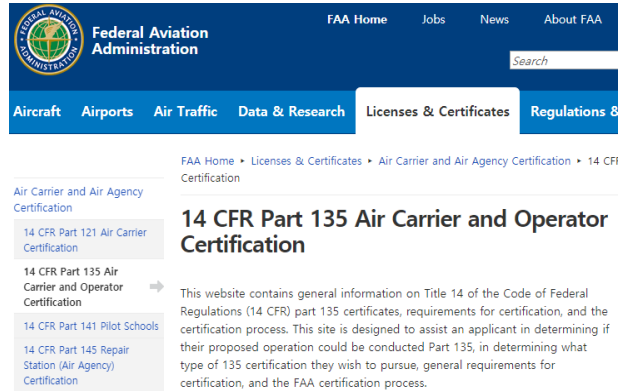 FEDERAL AVIATION
ADMINISTRATION
Federal Aviation
Administration
FAA Home Jobs News About FAA
Search
Aircraft Airports Air Traffic Data & Research Licenses & Certificates Regulations &
FAA Home ▸ Licenses & Certificates ▸ Air Carrier and Air Agency Certification ▸ 14 CFR
Certification
Air Carrier and Air Agency
Certification
14 CFR Part 121 Air Carrier
Certification
14 CFR Part 135 Air
Carrier and Operator
Certification
14 CFR Part 141 Pilot Schools
14 CFR Part 145 Repair
Station (Air Agency)
Certification
14 CFR Part 135 Air Carrier and Operator
Certification
This website contains general information on Title 14 of the Code of Federal
Regulations (14 CFR) part 135 certificates, requirements for certification, and the
certification process. This site is designed to assist an applicant in determining if
their proposed operation could be conducted Part 135, in determining what
type of 135 certification they wish to pursue, general requirements for
certification, and the FAA certification process.